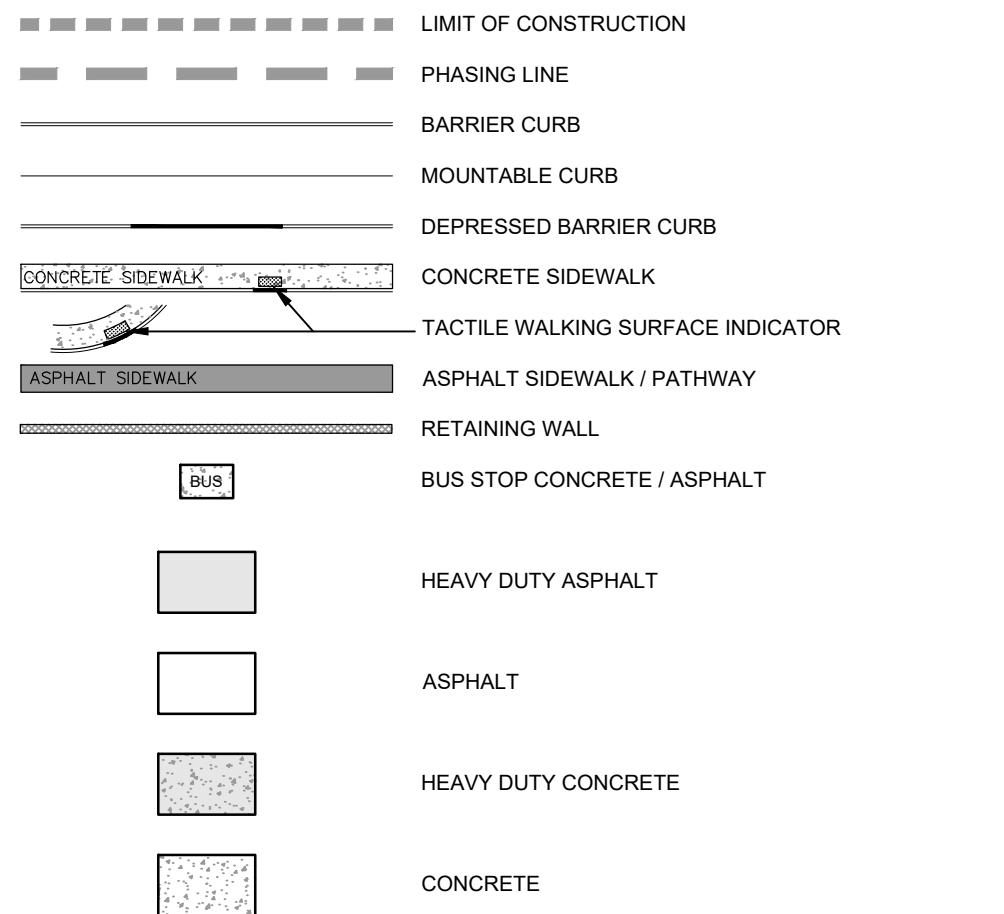 LIMIT OF CONSTRUCTION
PHASING LINE
BARRIER CURB
MOUNTABLE CURB
DEPRESSED BARRIER CURB
CONCRETE SIDEWALK CONCRETE SIDEWALK
TACTILE WALKING SURFACE INDICATOR
ASPHALT SIDEWALK ASPHALT SIDEWALK / PATHWAY
RETAINING WALL
BUS BUS STOP CONCRETE / ASPHALT
HEAVY DUTY ASPHALT
ASPHALT
HEAVY DUTY CONCRETE
CONCRETE